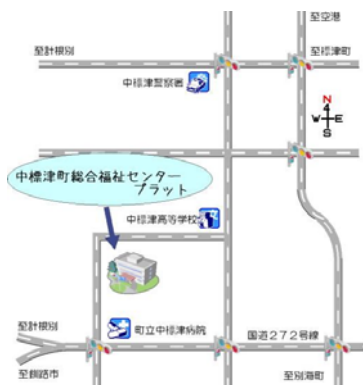 至空港
至計根別
至標津町
中標津警察署
N
W E
S
中標津町総合福祉センター
プラット
中標津高等学校
至計根別
町立中標津病院
国道272号線
至釧路市
至別海町